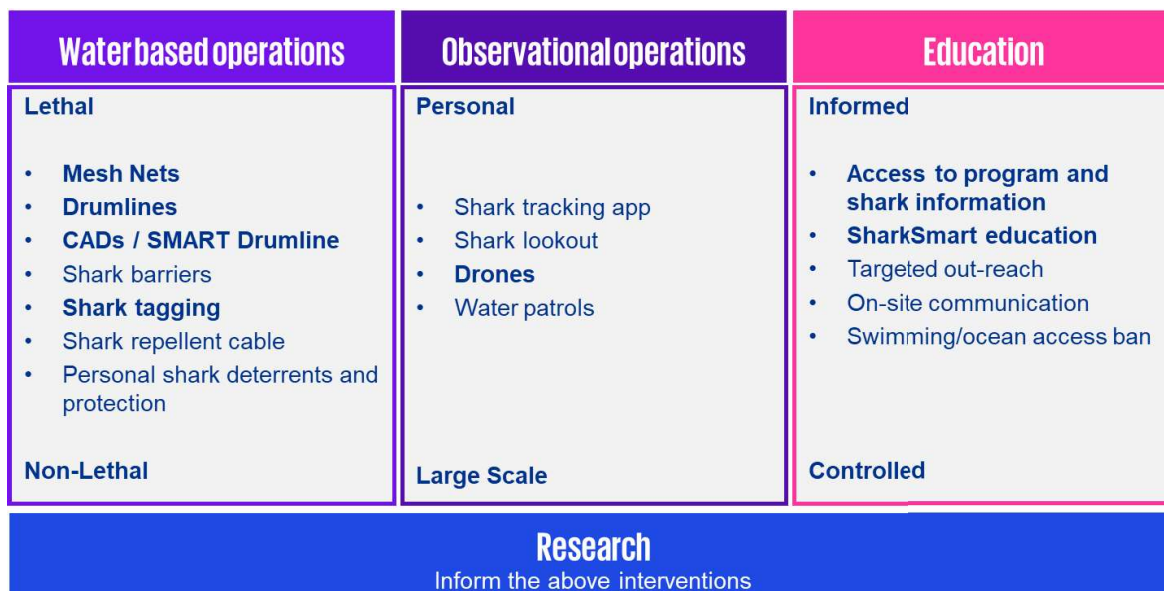 Water based operations
Lethal
• Mesh Nets
• Drumlines
• CADs / SMART Drumline
• Shark barriers
• Shark tagging
• Shark repellent cable
• Personal shark deterrents and
protection
Non-Lethal
Observational operations
Personal
• Shark tracking app
• Shark lookout
• Drones
• Water patrols
Large Scale
Education
Informed
• Access to program and
shark information
• SharkSmart education
• Targeted out-reach
• On-site communication
• Swimming/ocean access ban
Controlled
Research
Inform the above interventions